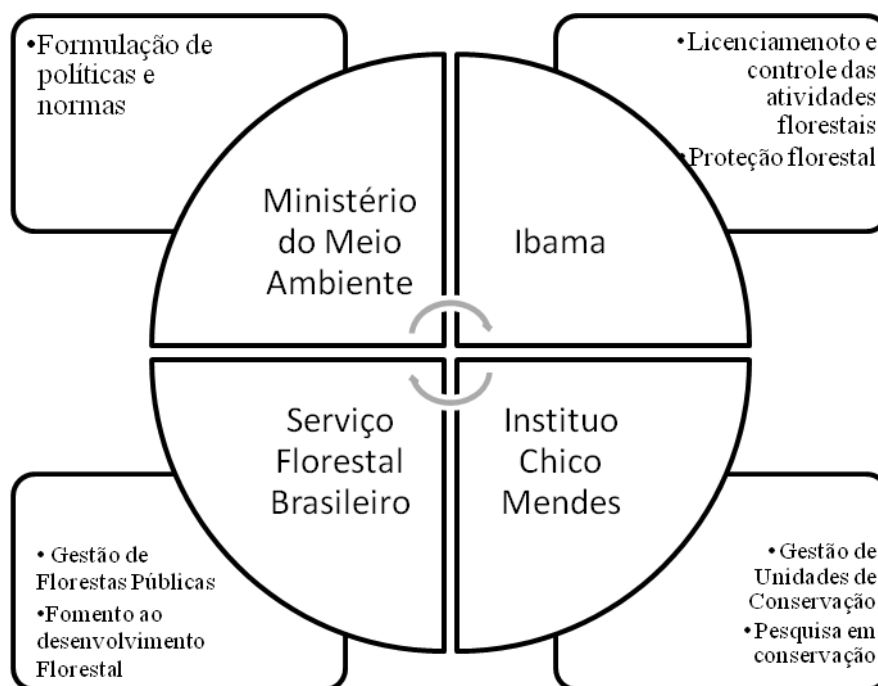 •Formulação de
políticas e
normas
•Licenciamenoto e
controle das
atividades
florestais
•Proteção florestal
Ministério
do Meio
Ambiente
Ibama
Serviço
Florestal
Brasileiro
Instituo
Chico
Mendes
• Gestão de
Florestas Públicas
•Fomento ao
desenvolvimento
Florestal
• Gestão de
Unidades de
Conservação
• Pesquisa em
conservação